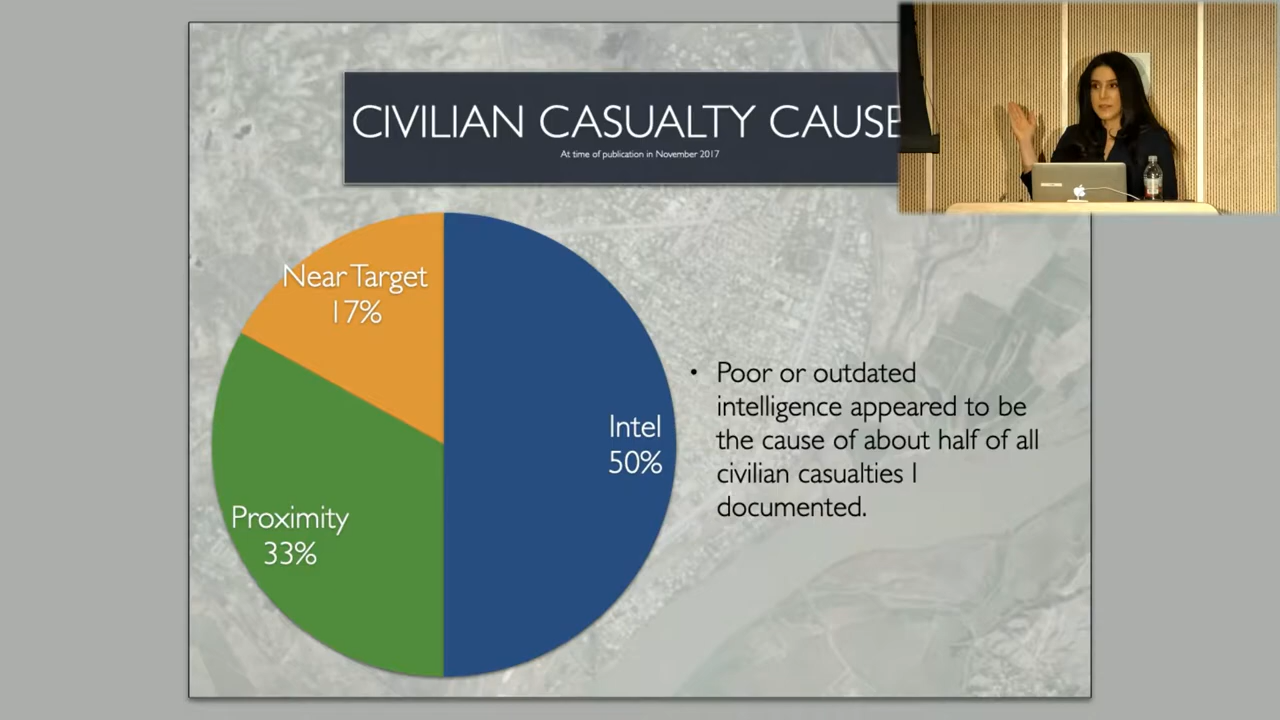 CIVILIAN CASUALTY CAUSE
At time of publication in November 2017
Near Target
17%
Intel
50%
Proximity
33%
• Poor or outdated
intelligence appeared to be
the cause of about half of all
civilian casualties I
documented.